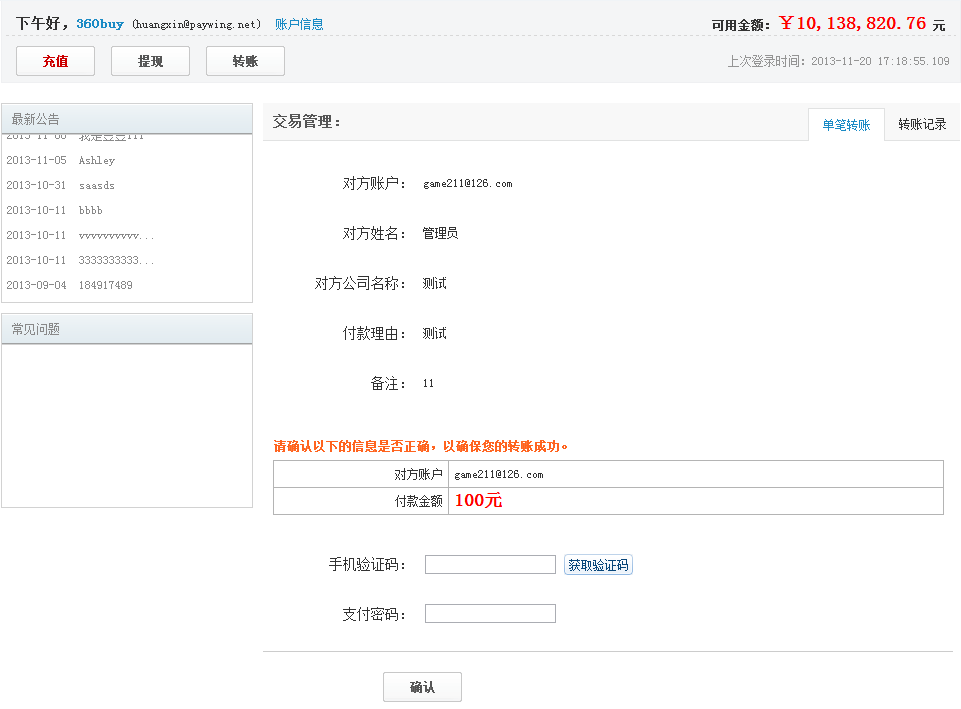 下午好，360buy (huangxin@paywing.net) 账户信息
可用金额：￥10,138,820.76 元
充值 提现 转账
上次登录时间：2013-11-20 17:18:55.109
最新公告
2013-11-05 Ashley
2013-10-31 saasds
2013-10-11 bbbb
2013-10-11 vvvvvvvvvv...
2013-10-11 3333333333...
2013-09-04 184917489
常见问题
交易管理：
单笔转账 转账记录
对方账户： game211@126.com
对方姓名： 管理员
对方公司名称： 测试
付款理由： 测试
备注： 11
请确认以下的信息是否正确，以确保您的转账成功。
对方账户 game211@126.com
付款金额 100元
手机验证码： 获取验证码
支付密码：
确认